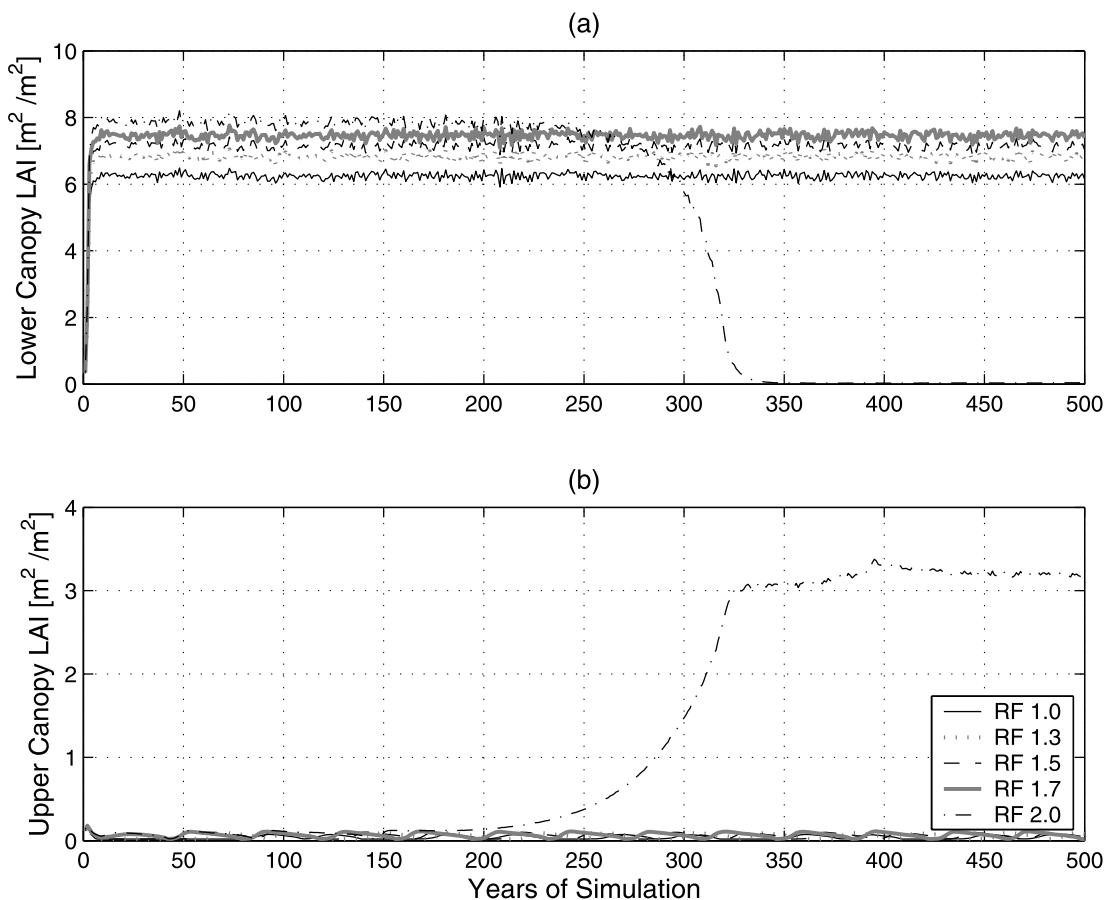 (a)
Lower Canopy LAI [m² /m²]
10
8
6
4
2
0
0 50 100 150 200 250 300 350 400 450 500
(b)
Upper Canopy LAI [m² /m²]
4
3
2
1
0
RF 1.0
RF 1.3
RF 1.5
RF 1.7
RF 2.0
0 50 100 150 200 250 300 350 400 450 500
Years of Simulation